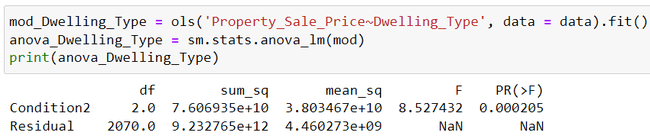 mod_Dwelling_Type = ols('Property_Sale_Price~Dwelling_Type', data = data).fit()
anova_Dwelling_Type = sm.stats.anova_lm(mod)
print(anova_Dwelling_Type)
df sum_sq mean_sq F PR(>F)
Condition2 2.0 7.606935e+10 3.803467e+10 8.527432 0.000205
Residual 2070.0 9.232765e+12 4.460273e+09 NaN NaN